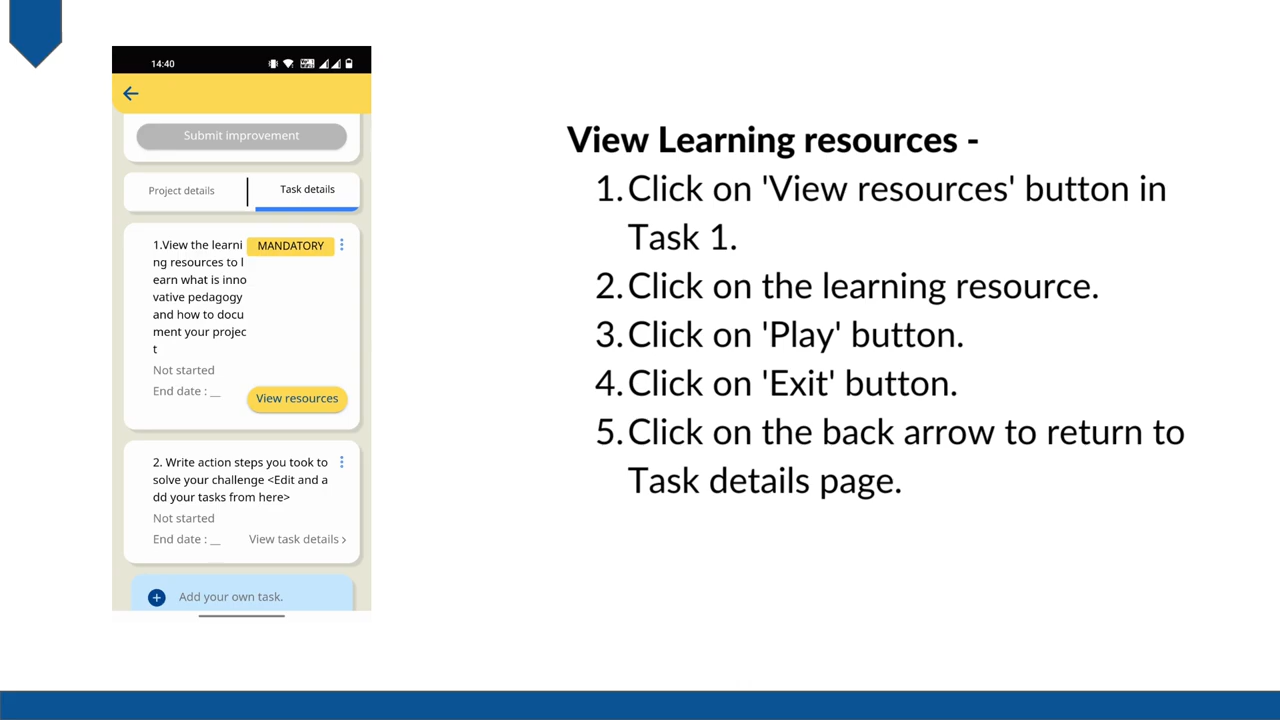 14:40
Submit improvement
Project details
Task details
1.View the learni
ng resources to l
earn what is inno
vative pedagogy
and how to docu
ment your projec
t
MANDATORY
Not started
End date : __
View resources
2. Write action steps you took to
solve your challenge <Edit and a
dd your tasks from here>
Not started
End date : __
View task details ›
Add your own task.
View Learning resources -
1. Click on 'View resources' button in
Task 1.
2. Click on the learning resource.
3. Click on 'Play' button.
4. Click on 'Exit' button.
5. Click on the back arrow to return to
Task details page.